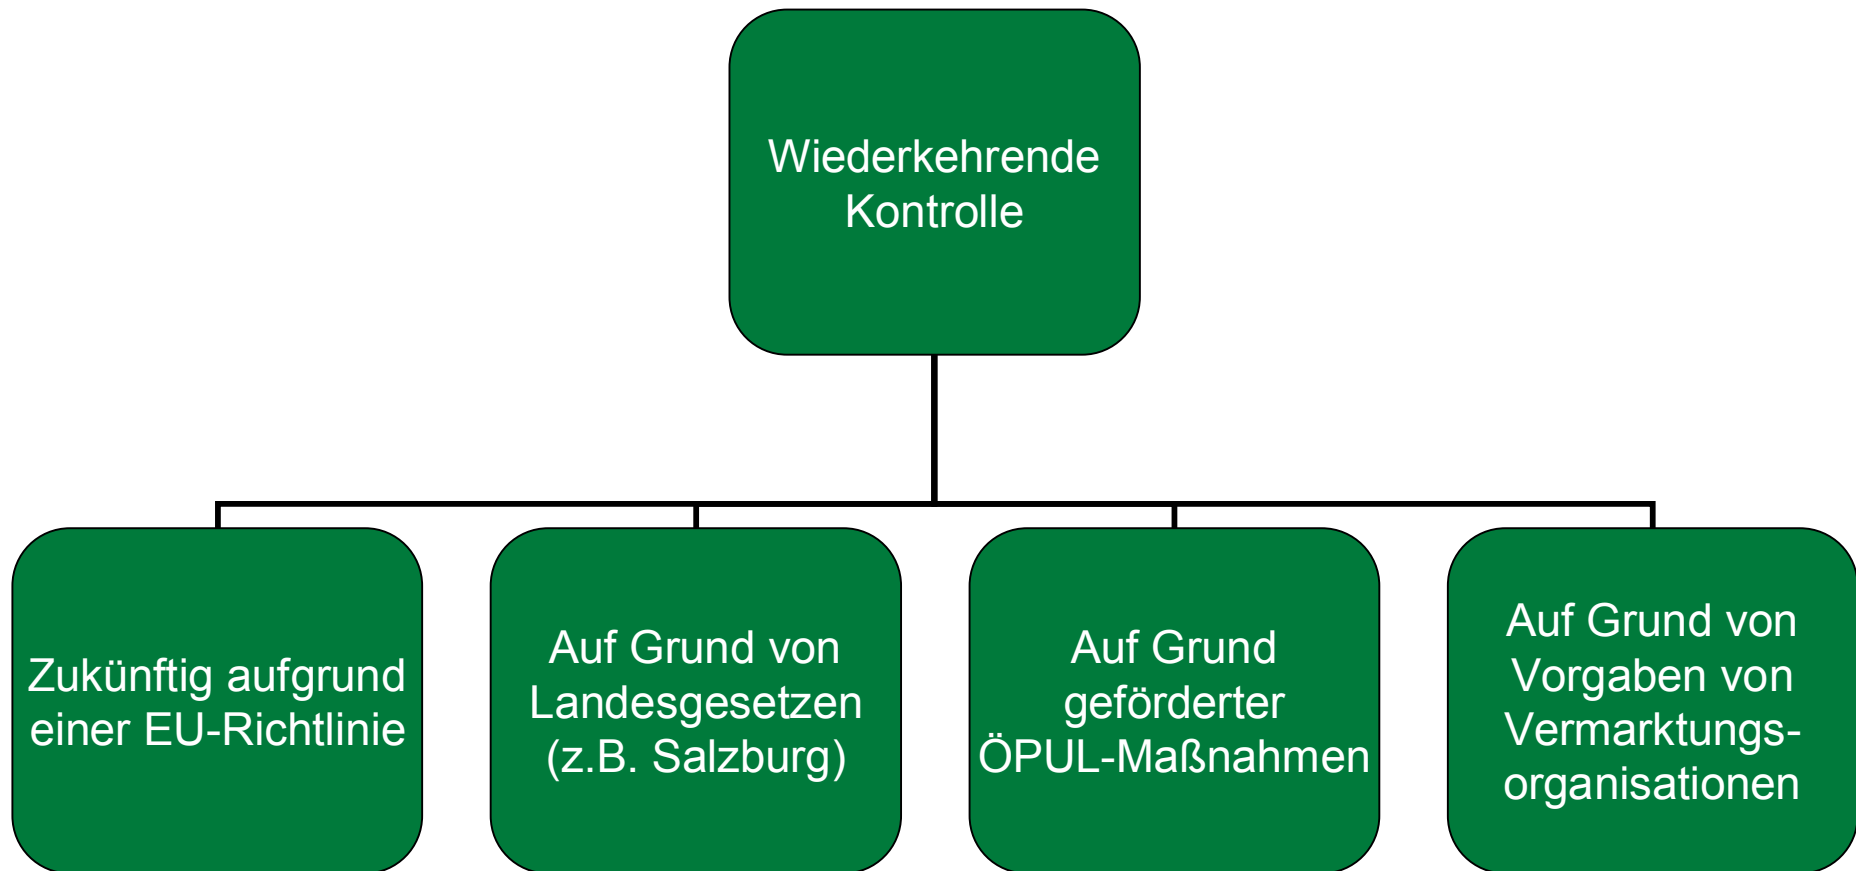 Wiederkehrende
Kontrolle
Zukünftig aufgrund
einer EU-Richtlinie
Auf Grund von
Landesgesetzen
(z.B. Salzburg)
Auf Grund
geförderter
ÖPUL-Maßnahmen
Auf Grund von
Vorgaben von
Vermarktungs-
organisationen